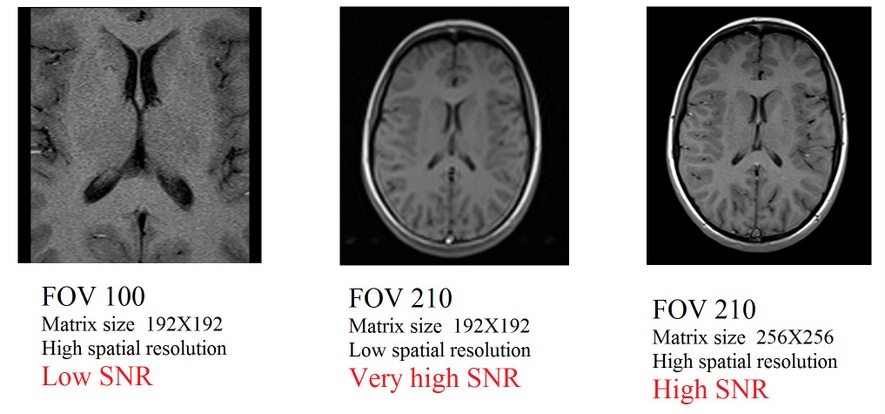 FOV 100
Matrix size 192X192
High spatial resolution
Low SNR
FOV 210
Matrix size 192X192
Low spatial resolution
Very high SNR
FOV 210
Matrix size 256X256
High spatial resolution
High SNR